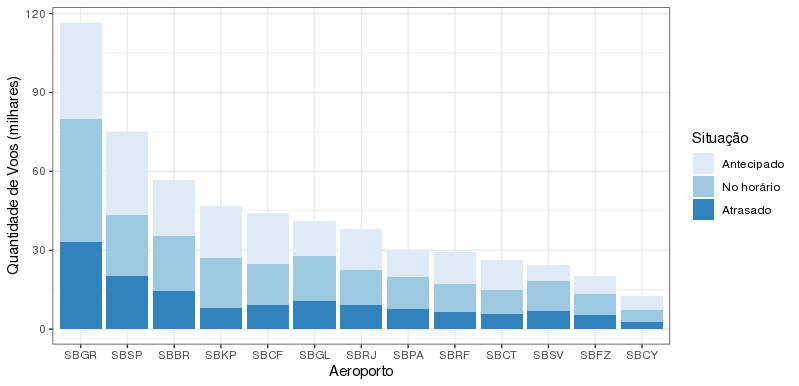 120
90
60
30
0
Quantidade de Voos (milhares)
SBGR SBSP SBBR SBKP SBCF SBGL SBRJ SBPA SBRF SBCT SBSV SBFZ SBCY
Aeroporto
Situação
Antecipado
No horário
Atrasado